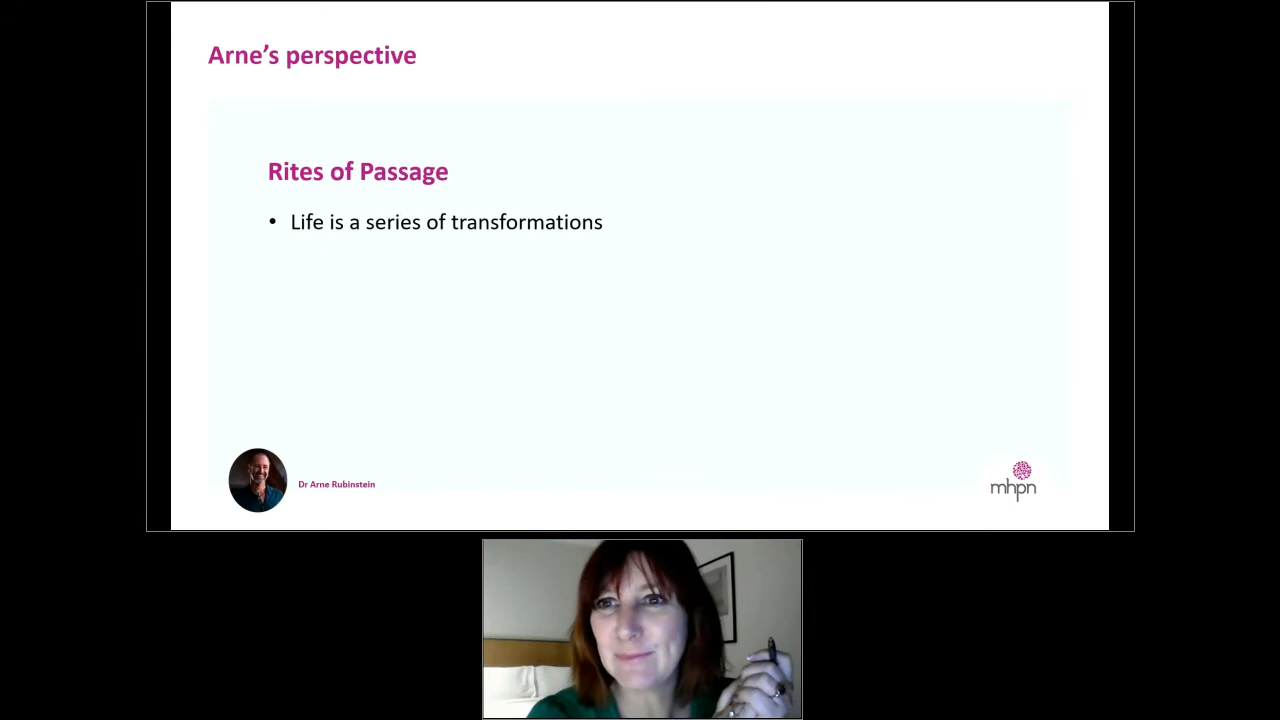 Arne’s perspective
Rites of Passage
• Life is a series of transformations
Dr Arne Rubinstein
mhpn